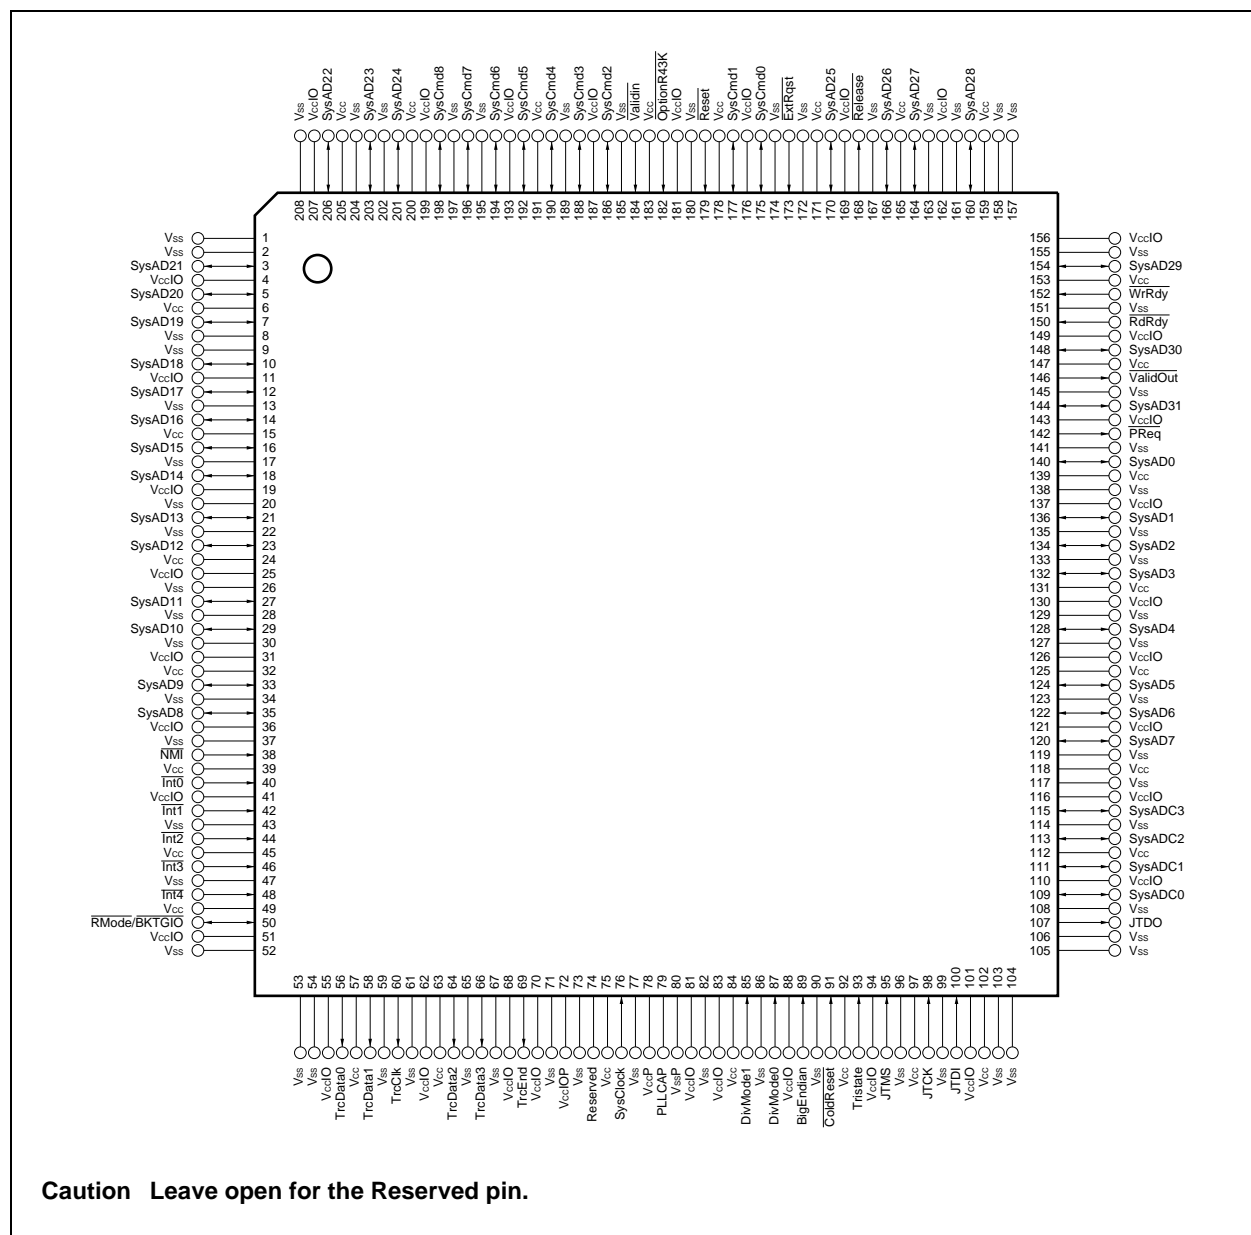 Vss VccIO SysAD22 Vcc Vss SysAD23 Vss SysAD24 Vcc VccIO SysCmd8 Vss SysCmd7 Vss SysCmd6 VccIO SysCmd5 Vcc SysCmd4 Vss SysCmd3 VccIO SysCmd2 Vss ValidIn Vcc OptionR43K VccIO Vss Reset Vcc SysCmd1 VccIO SysCmd0 Vss ExtRqst Vss Vcc SysAD25 VccIO Release Vss SysAD26 Vcc SysAD27 Vss VccIO Vss SysAD28 Vcc Vss Vss
208 207 206 205 204 203 202 201 200 199 198 197 196 195 194 193 192 191 190 189 188 187 186 185 184 183 182 181 180 179 178 177 176 175 174 173 172 171 170 169 168 167 166 165 164 163 162 161 160 159 158 157
Vss 1 156 VccIO
Vss 2 155 Vss
SysAD21 3 154 SysAD29
VccIO 4 153 Vcc
SysAD20 5 152 WrRdy
Vcc 6 151 Vss
SysAD19 7 150 RdRdy
Vss 8 149 VccIO
Vss 9 148 SysAD30
SysAD18 10 147 Vcc
VccIO 11 146 ValidOut
SysAD17 12 145 Vss
Vss 13 144 SysAD31
SysAD16 14 143 VccIO
Vcc 15 142 PReq
SysAD15 16 141 Vss
Vss 17 140 SysAD0
SysAD14 18 139 Vcc
VccIO 19 138 Vss
Vss 20 137 VccIO
SysAD13 21 136 SysAD1
Vss 22 135 Vss
SysAD12 23 134 SysAD2
Vcc 24 133 Vss
VccIO 25 132 SysAD3
Vss 26 131 Vcc
SysAD11 27 130 VccIO
Vss 28 129 Vss
SysAD10 29 128 SysAD4
Vss 30 127 Vss
VccIO 31 126 VccIO
Vcc 32 125 Vcc
SysAD9 33 124 SysAD5
Vss 34 123 Vss
SysAD8 35 122 SysAD6
VccIO 36 121 VccIO
Vss 37 120 SysAD7
NMI 38 119 Vss
Vcc 39 118 Vcc
Int0 40 117 Vss
VccIO 41 116 VccIO
Int1 42 115 SysADC3
Vss 43 114 Vss
Int2 44 113 SysADC2
Vcc 45 112 Vcc
Int3 46 111 SysADC1
Vss 47 110 VccIO
Int4 48 109 SysADC0
Vcc 49 108 Vss
RMode/BKTGIO 50 107 JTDO
VccIO 51 106 Vss
Vss 52 105 Vss
53 54 55 56 57 58 59 60 61 62 63 64 65 66 67 68 69 70 71 72 73 74 75 76 77 78 79 80 81 82 83 84 85 86 87 88 89 90 91 92 93 94 95 96 97 98 99 100 101 102 103 104
Vss Vss VccIO TrcData0 Vcc TrcData1 Vss TrcClk Vss VccIO Vcc TrcData2 Vss TrcData3 Vss VccIO TrcEnd VccIO Vss VccIOP Vss Reserved Vcc SysClock Vss VccP PLLCAP VssP VccIO Vss VccIO Vcc DivMode1 Vss DivMode0 VccIO BigEndian Vss ColdReset Vcc Tristate VccIO JTMS Vss Vcc JTCK Vss JTDI VccIO Vcc Vss Vss
Caution Leave open for the Reserved pin.